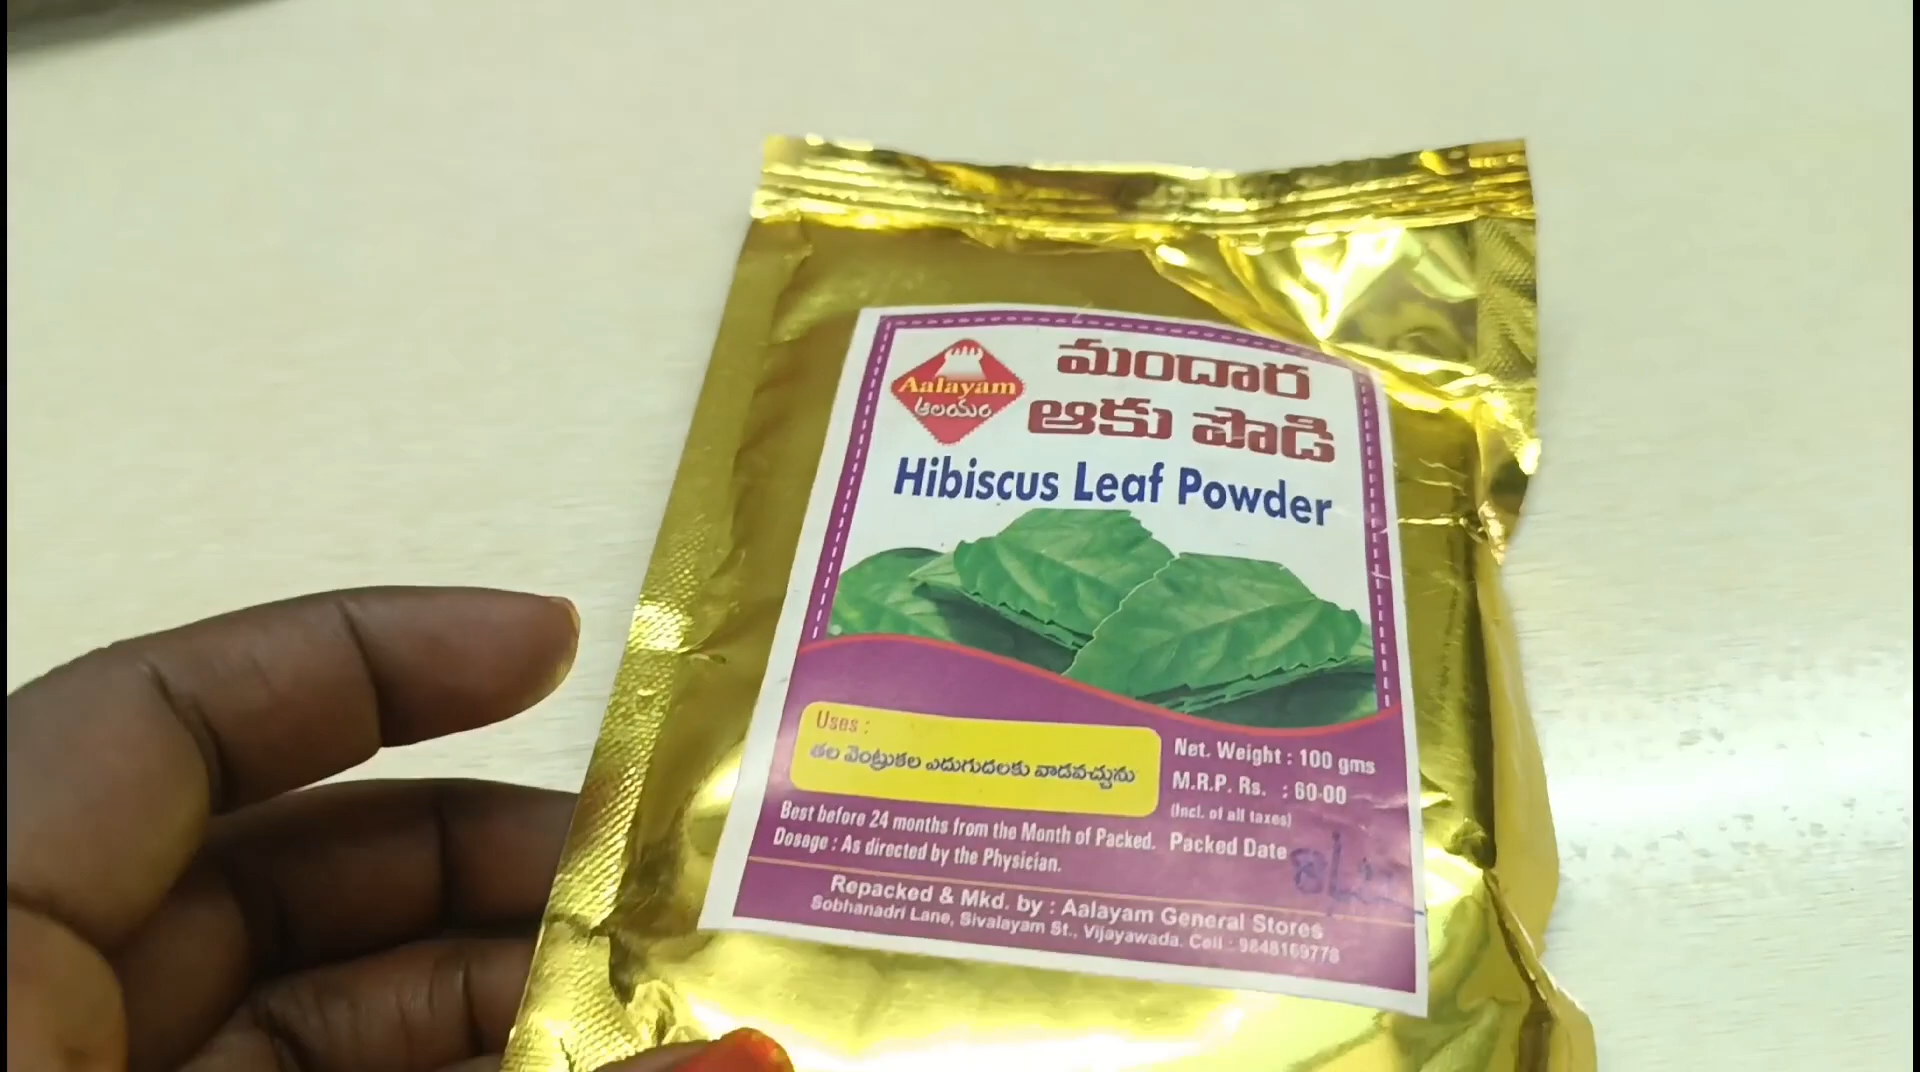 Aalayam
ఆలయం
మందార
ఆకు పొడి
Hibiscus Leaf Powder
Uses :
తల వెంట్రుకల ఎదుగుదలకు వాడవచ్చును
Net. Weight : 100 gms
M.R.P. Rs. : 60-00
(Incl. of all taxes)
Best before 24 months from the Month of Packed.
Packed Date
Dosage : As directed by the Physician.
Repacked & Mkd. by : Aalayam General Stores
Sobhanadri Lane, Sivalayam St., Vijayawada. Cell : 9848169778